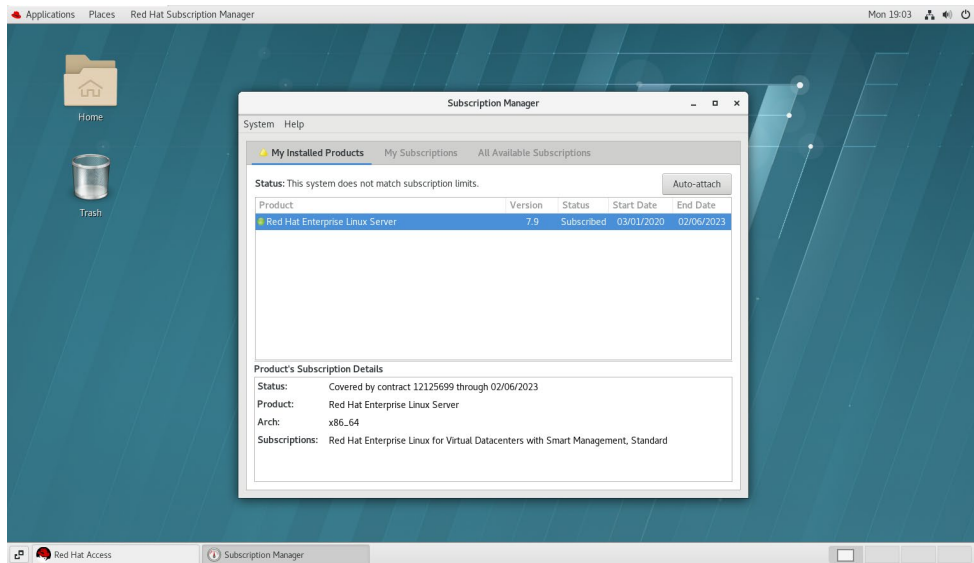 Applications Places Red Hat Subscription Manager Mon 19:03
Home
Trash
Subscription Manager
System Help
My Installed Products My Subscriptions All Available Subscriptions
Status: This system does not match subscription limits. Auto-attach
Product Version Status Start Date End Date
Red Hat Enterprise Linux Server 7.9 Subscribed 03/01/2020 02/06/2023
Product's Subscription Details
Status: Covered by contract 12125699 through 02/06/2023
Product: Red Hat Enterprise Linux Server
Arch: x86_64
Subscriptions: Red Hat Enterprise Linux for Virtual Datacenters with Smart Management, Standard
Red Hat Access Subscription Manager